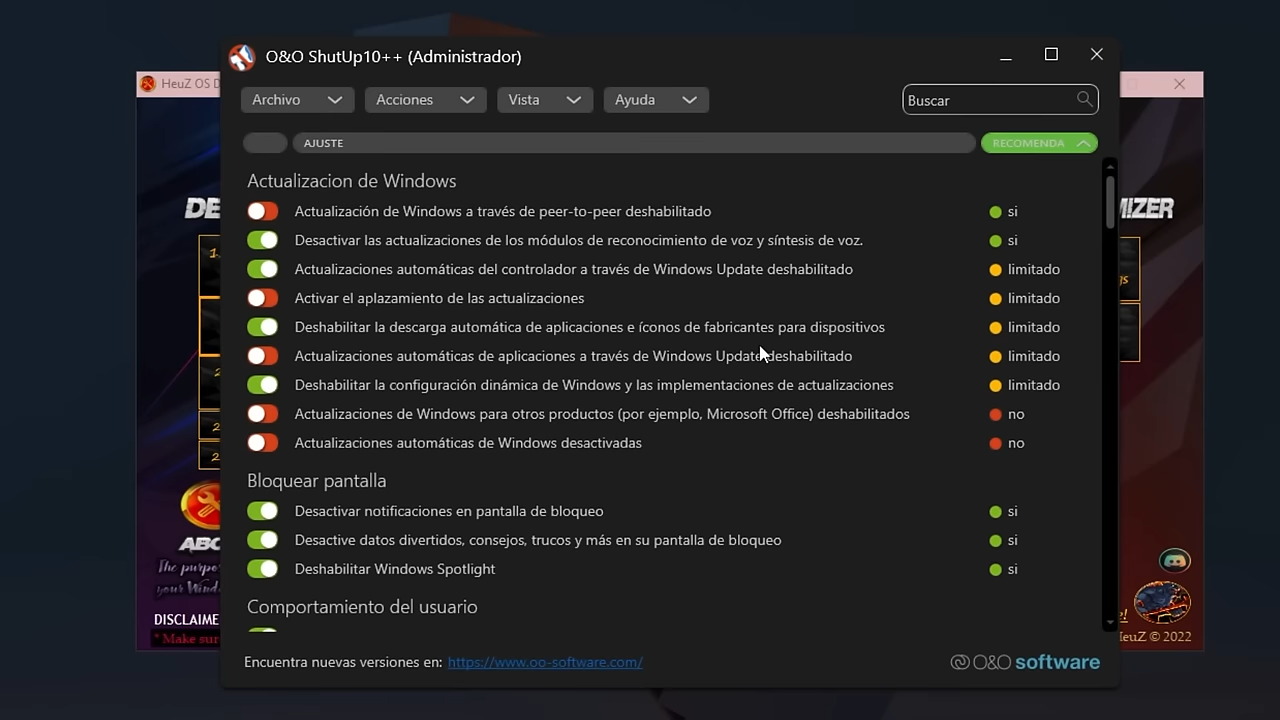 O&O ShutUp10++ (Administrador)
HeuZ OS D
Archivo
Acciones
Vista
Ayuda
Buscar
AJUSTE
RECOMENDA
Actualizacion de Windows
Actualización de Windows a través de peer-to-peer deshabilitado
si
Desactivar las actualizaciones de los módulos de reconocimiento de voz y síntesis de voz.
si
Actualizaciones automáticas del controlador a través de Windows Update deshabilitado
limitado
Activar el aplazamiento de las actualizaciones
limitado
Deshabilitar la descarga automática de aplicaciones e íconos de fabricantes para dispositivos
limitado
Actualizaciones automáticas de aplicaciones a través de Windows Update deshabilitado
limitado
Deshabilitar la configuración dinámica de Windows y las implementaciones de actualizaciones
limitado
Actualizaciones de Windows para otros productos (por ejemplo, Microsoft Office) deshabilitados
no
Actualizaciones automáticas de Windows desactivadas
no
Bloquear pantalla
Desactivar notificaciones en pantalla de bloqueo
si
Desactive datos divertidos, consejos, trucos y más en su pantalla de bloqueo
si
Deshabilitar Windows Spotlight
si
Comportamiento del usuario
DE
MIZER
ABO
The purpo
your Wind
DISCLAIME
* Make sur
HeuZ © 2022
Encuentra nuevas versiones en: https://www.oo-software.com/
O&O software